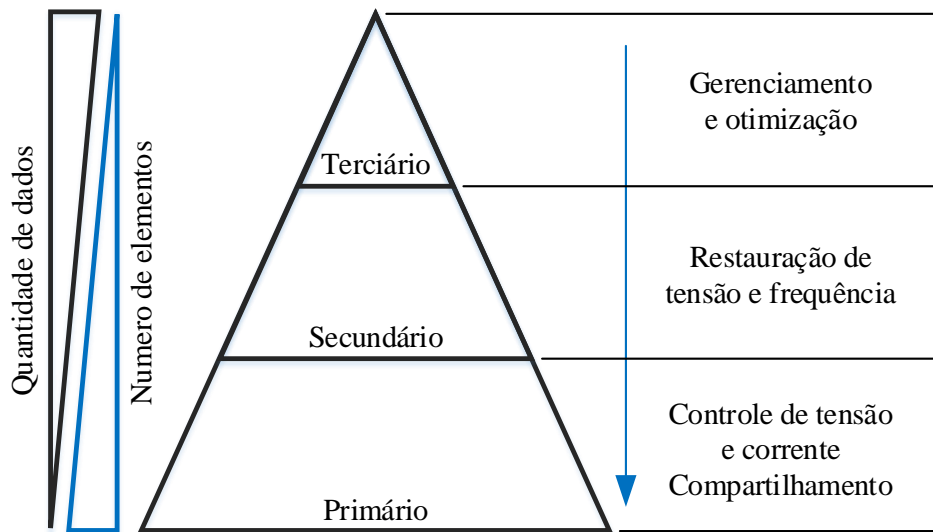 Quantidade de dados
Numero de elementos
Terciário
Secundário
Primário
Gerenciamento
e otimização
Restauração de
tensão e frequência
Controle de tensão
e corrente
Compartilhamento